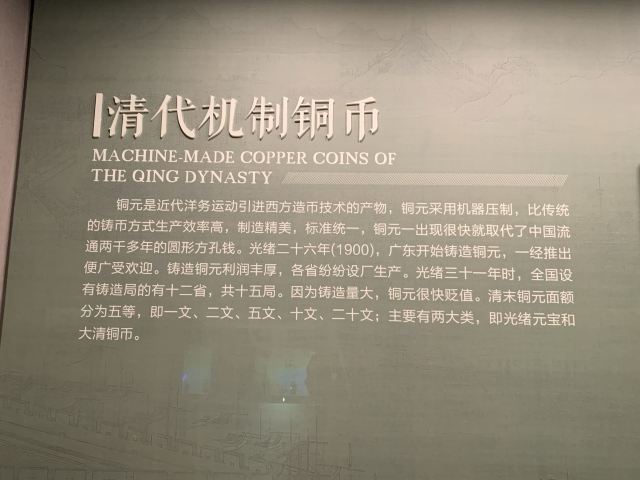 清代机制铜币
MACHINE-MADE COPPER COINS OF
THE QING DYNASTY
铜元是近代洋务运动引进西方造币技术的产物，铜元采用机器压制，比传统
的铸币方式生产效率高，制造精美，标准统一，铜元一出现很快就取代了中国流
通两千多年的圆形方孔钱。光绪二十六年(1900)，广东开始铸造铜元，一经推出
便广受欢迎。铸造铜元利润丰厚，各省纷纷设厂生产。光绪三十一年时，全国设
有铸造局的有十二省，共十五局。因为铸造量大，铜元很快贬值。清末铜元面额
分为五等，即一文、二文、五文、十文、二十文；主要有两大类，即光绪元宝和
大清铜币。